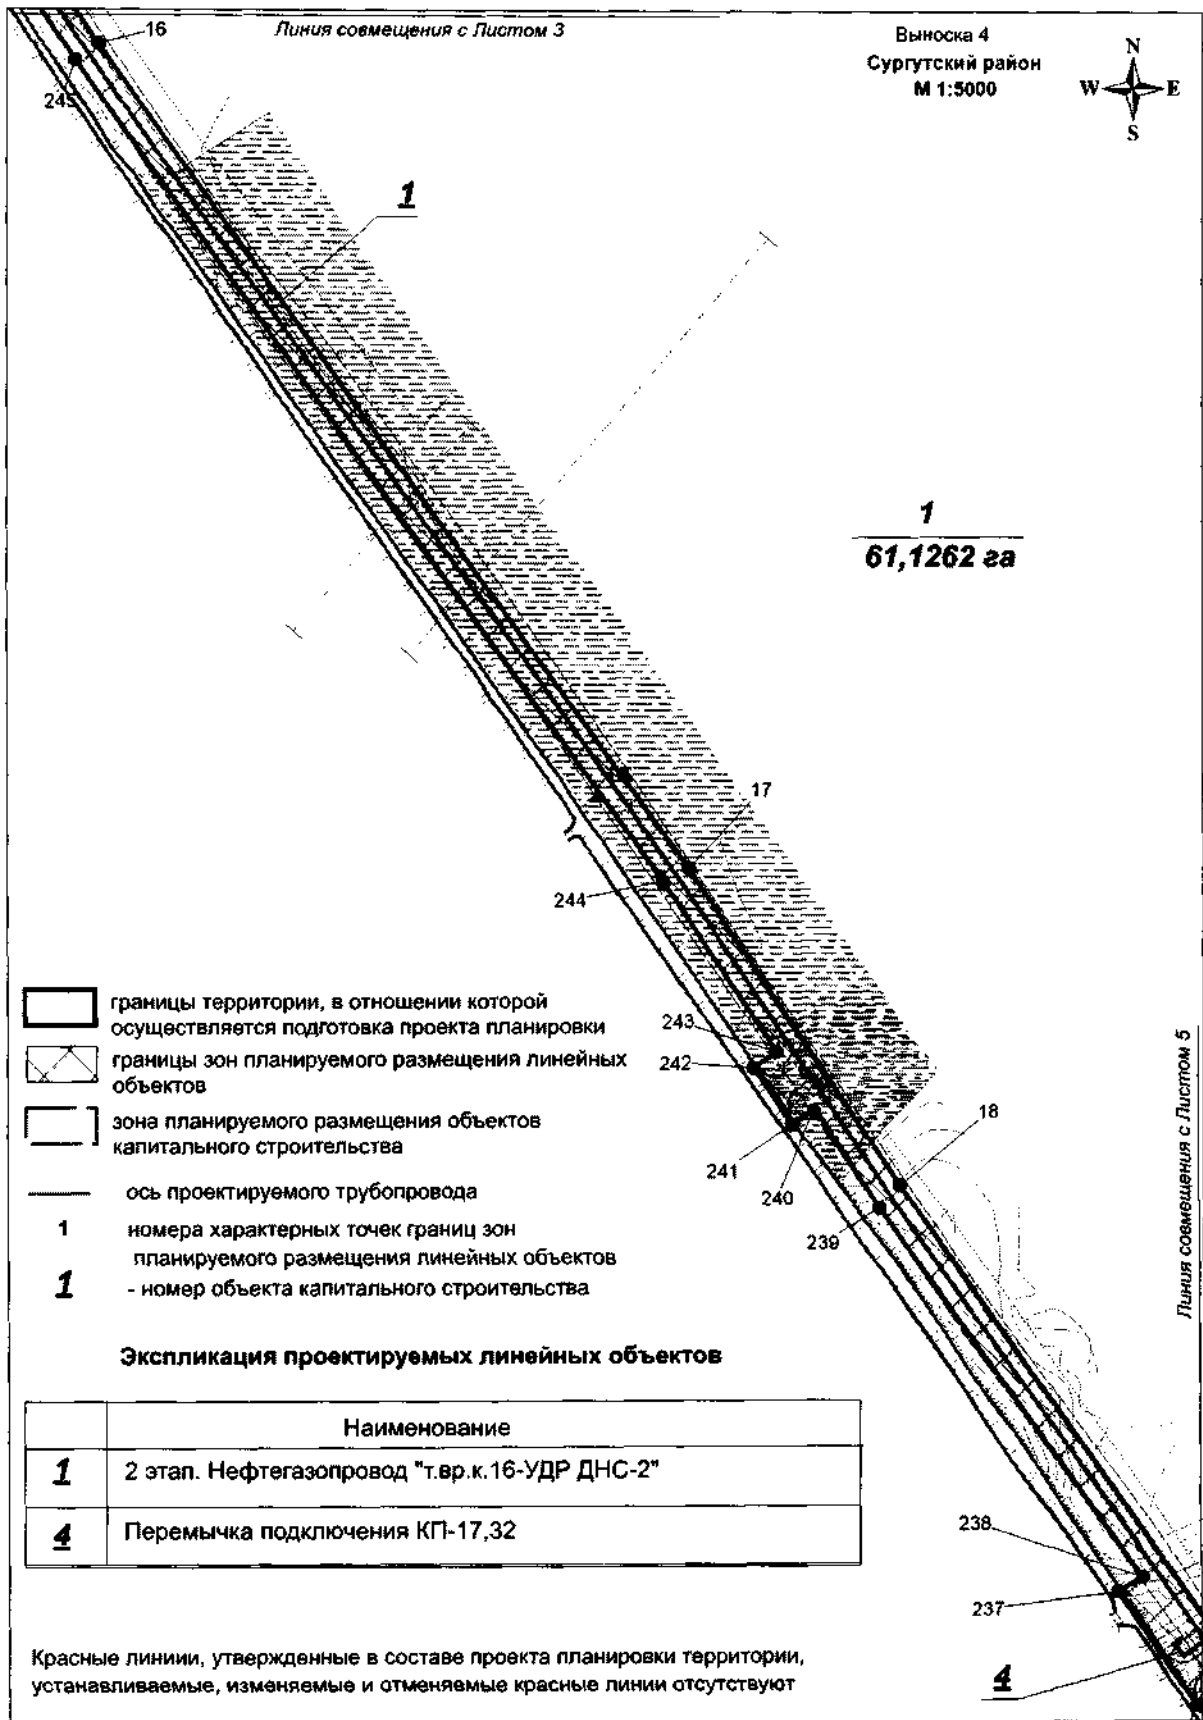 Линия совмещения с Листом 3
Выноска 4
Сургутский район
М 1:5000
N
W
E
S
16
245
1
1
61,1262 га
17
244
243
242
241
240
239
18
границы территории, в отношении которой
осуществляется подготовка проекта планировки
границы зон планируемого размещения линейных
объектов
зона планируемого размещения объектов
капитального строительства
ось проектируемого трубопровода
1 номера характерных точек границ зон
планируемого размещения линейных объектов
1 - номер объекта капитального строительства
Линия совмещения с Листом 5
Экспликация проектируемых линейных объектов
Наименование
1 2 этап. Нефтегазопровод "т.вр.к.16-УДР ДНС-2"
4 Перемычка подключения КП-17,32
238
237
4
Красные линиии, утвержденные в составе проекта планировки территории,
устанавливаемые, изменяемые и отменяемые красные линии отсутствуют